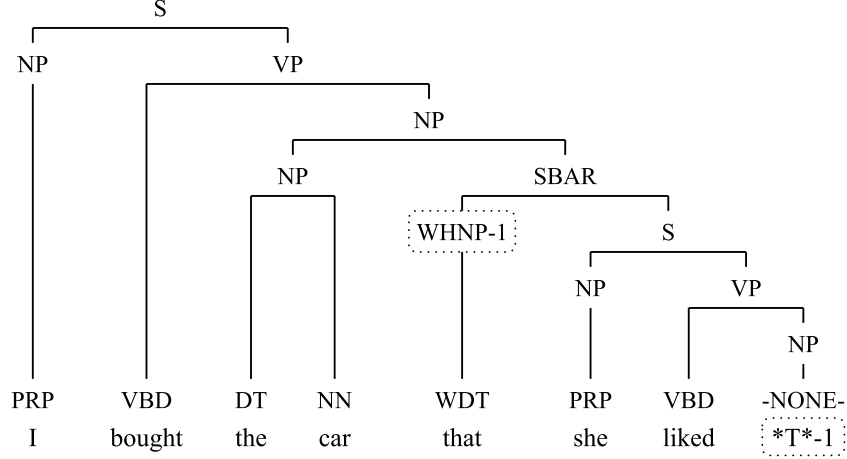 S
NP VP
NP
NP SBAR
WHNP-1 S
NP VP
NP
PRP VBD DT NN WDT PRP VBD -NONE-
I bought the car that she liked *T*-1